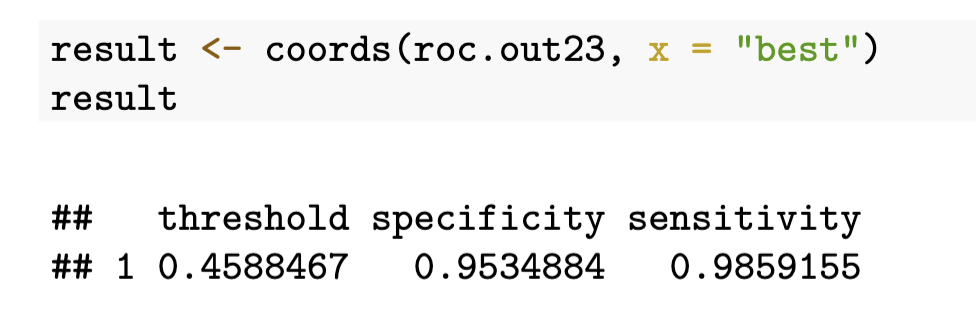 result <- coords(roc.out23, x = "best")
result
##   threshold specificity sensitivity
## 1 0.4588467   0.9534884   0.9859155